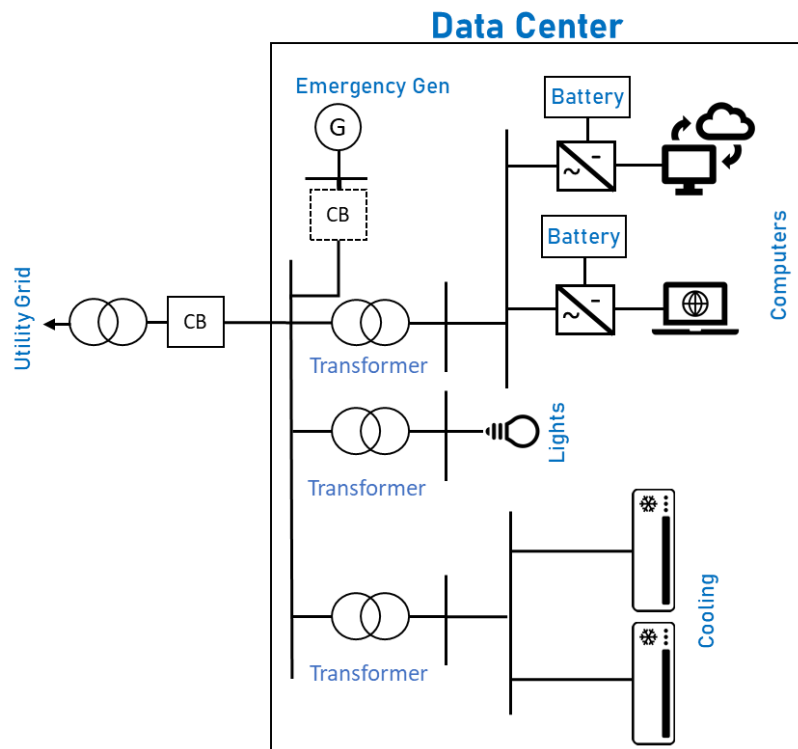 Data Center
Emergency Gen
G
CB
Battery
~ -
Battery
~ -
Computers
Utility Grid
CB
Transformer
Lights
Transformer
Cooling
Transformer